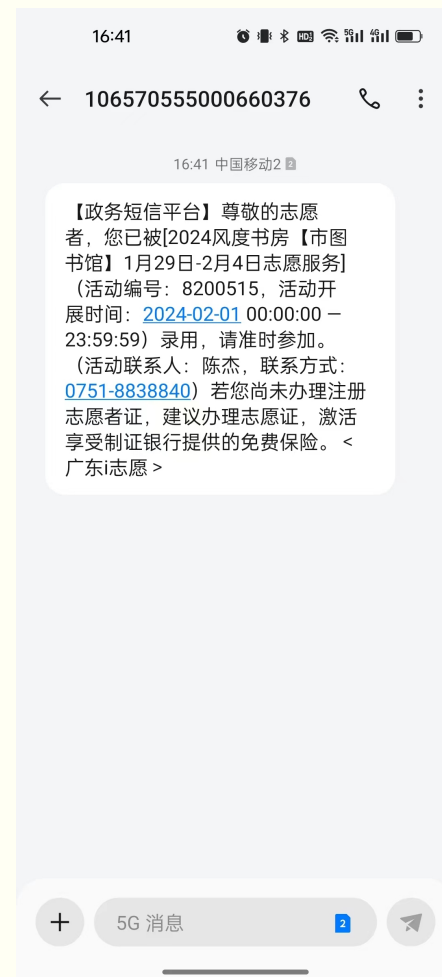 16:41
HD 5G 4G
106570555000660376
16:41 中国移动2 2
【政务短信平台】尊敬的志愿
者，您已被[2024风度书房【市图
书馆】1月29日-2月4日志愿服务]
（活动编号：8200515，活动开
展时间：2024-02-01 00:00:00 —
23:59:59）录用，请准时参加。
（活动联系人：陈杰，联系方式：
0751-8838840）若您尚未办理注册
志愿者证，建议办理志愿证，激活
享受制证银行提供的免费保险。<
广东i志愿 >
5G 消息
2